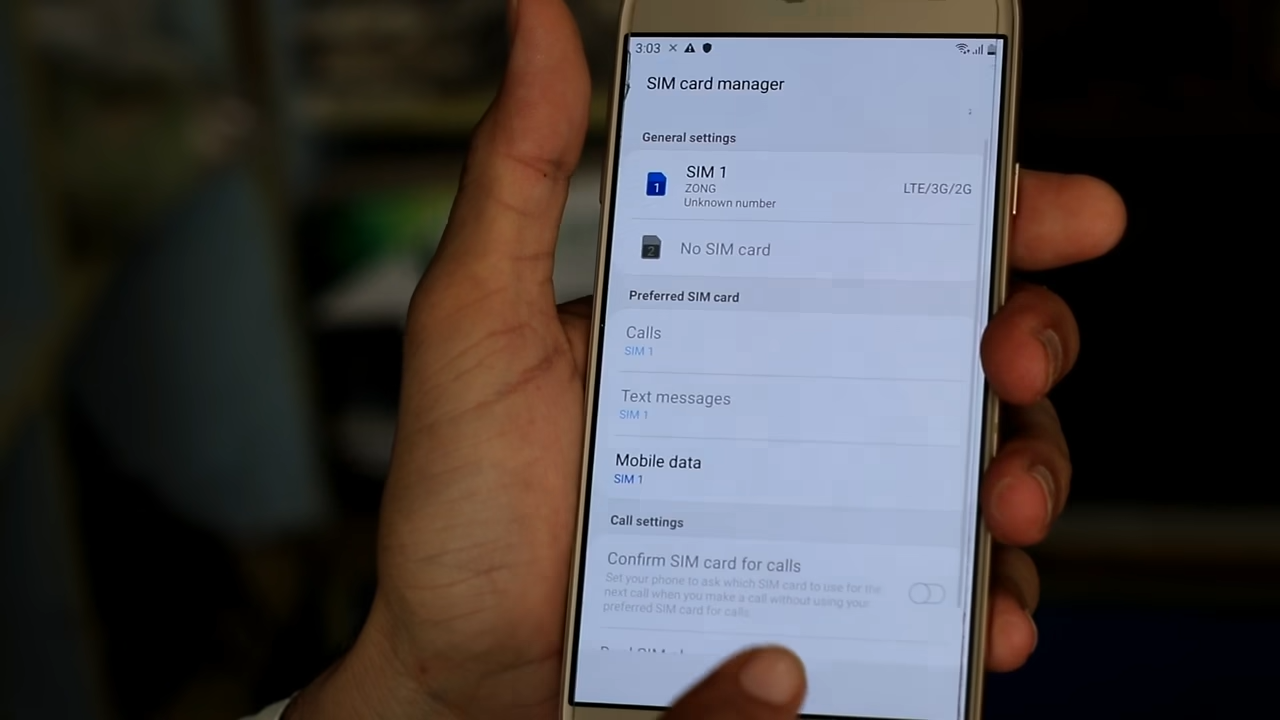 3:03
SIM card manager
General settings
1
SIM 1
ZONG
Unknown number
LTE/3G/2G
2
No SIM card
Preferred SIM card
Calls
SIM 1
Text messages
SIM 1
Mobile data
SIM 1
Call settings
Confirm SIM card for calls
Set your phone to ask which SIM card to use for the
next call when you make a call without using your
preferred SIM card for calls.